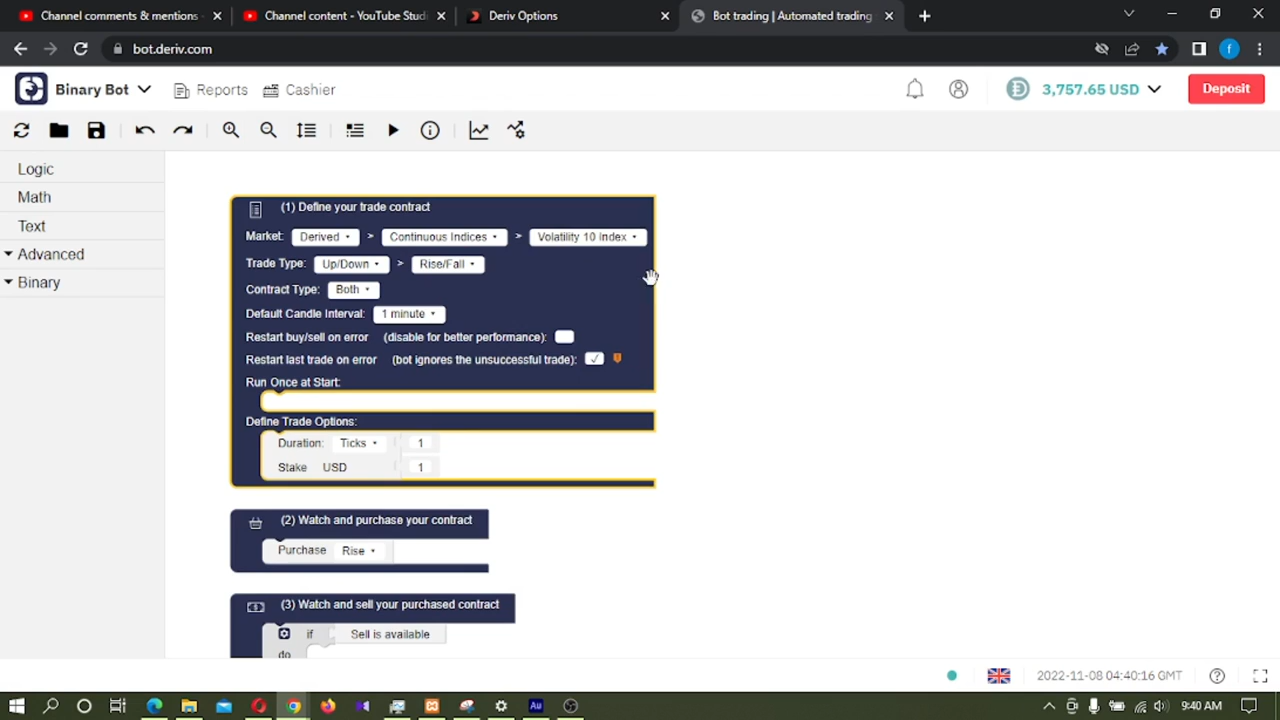 Channel comments & mentions -
Channel content - YouTube Stud
Deriv Options
Bot trading | Automated trading
bot.deriv.com
f
Binary Bot
Reports
Cashier
3,757.65 USD
Deposit
Logic
Math
Text
Advanced
Binary
(1) Define your trade contract
Market: Derived > Continuous Indices > Volatility 10 Index
Trade Type: Up/Down > Rise/Fall
Contract Type: Both
Default Candle Interval: 1 minute
Restart buy/sell on error (disable for better performance):
Restart last trade on error (bot ignores the unsuccessful trade): ✓
Run Once at Start:
Define Trade Options:
Duration: Ticks 1
Stake USD 1
(2) Watch and purchase your contract
Purchase Rise
(3) Watch and sell your purchased contract
if Sell is available
do
2022-11-08 04:40:16 GMT
Au
9:40 AM